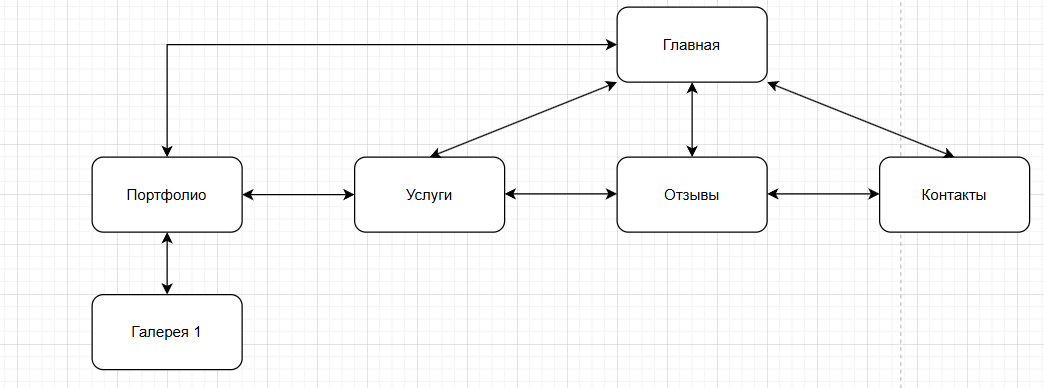 Главная
Портфолио
Услуги
Отзывы
Контакты
Галерея 1